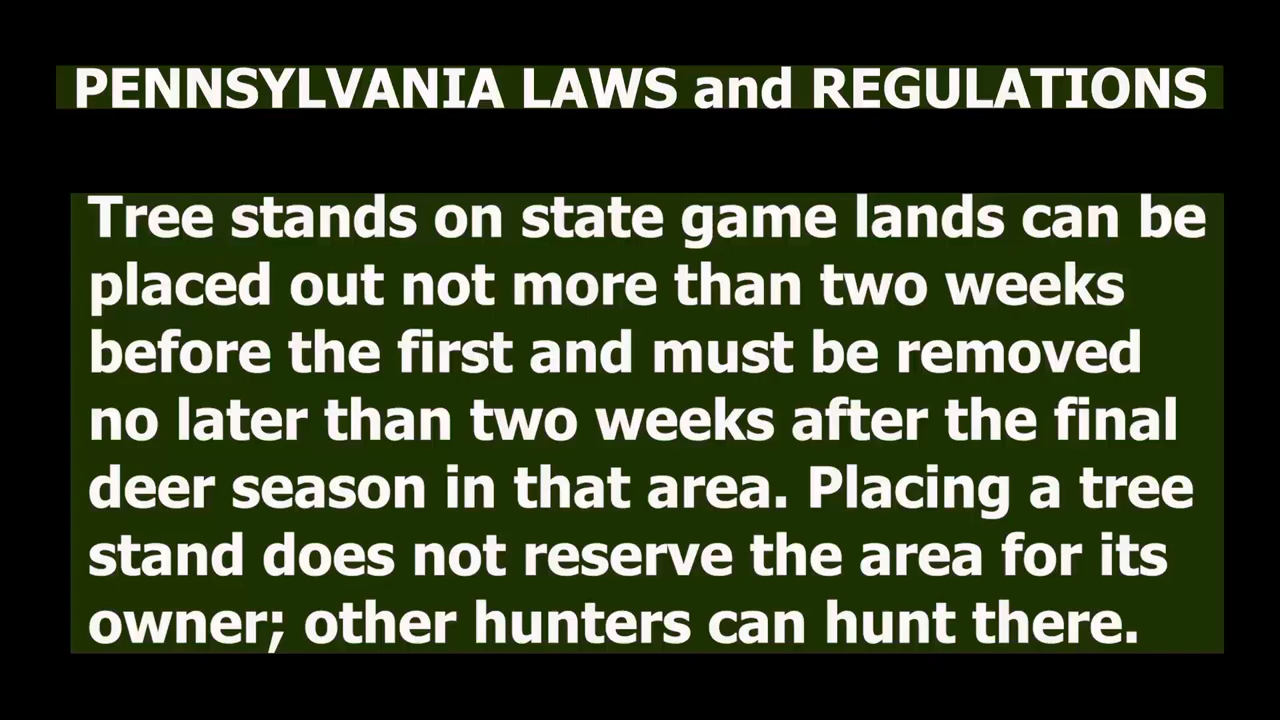 PENNSYLVANIA LAWS and REGULATIONS
Tree stands on state game lands can be
placed out not more than two weeks
before the first and must be removed
no later than two weeks after the final
deer season in that area. Placing a tree
stand does not reserve the area for its
owner; other hunters can hunt there.